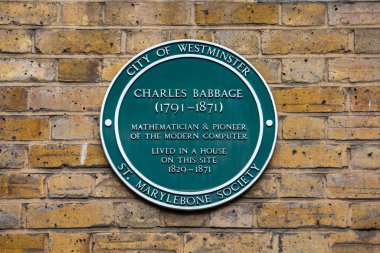 CITY OF WESTMINSTER
CHARLES BABBAGE
(1791–1871)
MATHEMATICIAN & PIONEER
OF THE MODERN COMPUTER
LIVED IN A HOUSE
ON THIS SITE
1829–1871
ST. MARYLEBONE SOCIETY